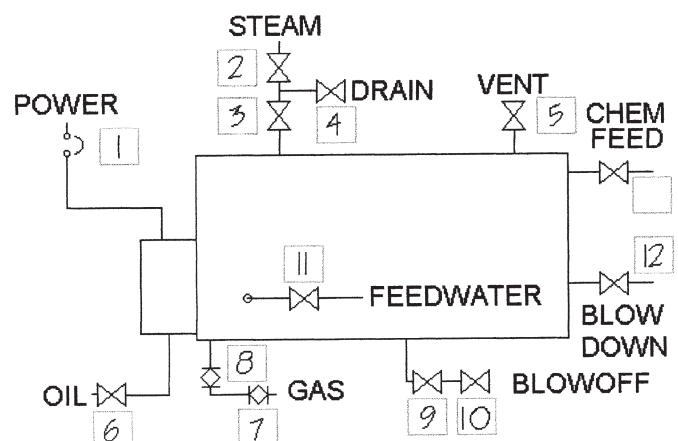 STEAM
2
DRAIN
3
4
POWER
1
VENT
5
CHEM
FEED
11
FEEDWATER
12
BLOW
DOWN
8
OIL
GAS
6
7
BLOWOFF
9
10